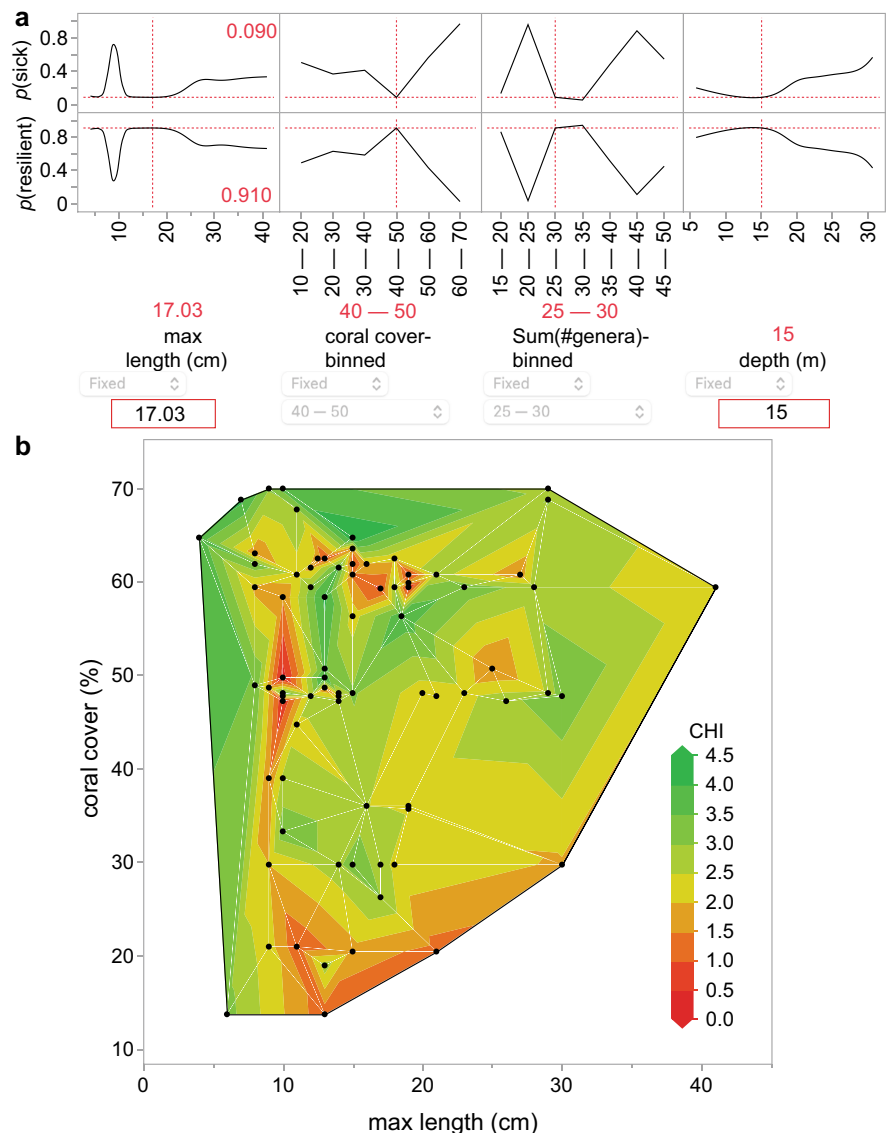 a
p(sick)
0.8
0.4
0
0.090
p(resilient)
0.8
0.4
0
0.910
10 20 30 40
10 — 20 20 — 30 30 — 40 40 — 50 50 — 60 60 — 70
15 — 20 20 — 25 25 — 30 30 — 35 35 — 40 40 — 45 45 — 50
5 10 15 20 25 30
17.03
max
length (cm)
Fixed
17.03
40 — 50
coral cover-
binned
Fixed
40 — 50
25 — 30
Sum(#genera)-
binned
Fixed
25 — 30
15
depth (m)
Fixed
15
b
coral cover (%)
70
60
50
40
30
20
10
0 10 20 30 40
max length (cm)
CHI
4.5
4.0
3.5
3.0
2.5
2.0
1.5
1.0
0.5
0.0